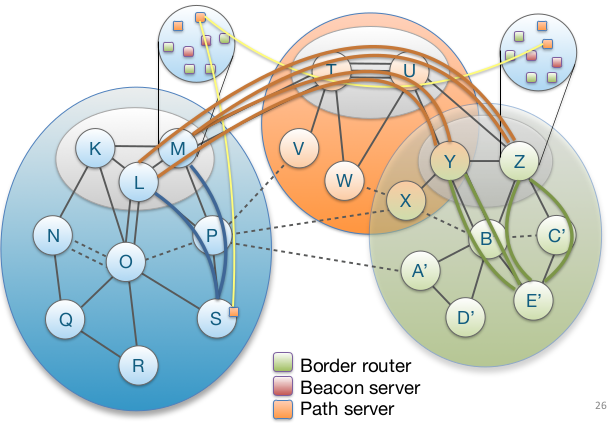 T
U
K
M
L
V
W
Y
Z
X
N
O
P
B
C’
A’
Q
S
E’
D’
R
Border router
Beacon server
Path server
26